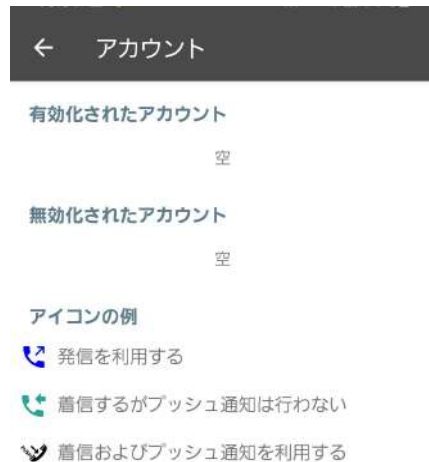 アカウント
有効化されたアカウント
空
無効化されたアカウント
空
アイコンの例
発信を利用する
着信するがプッシュ通知は行わない
着信およびプッシュ通知を利用する